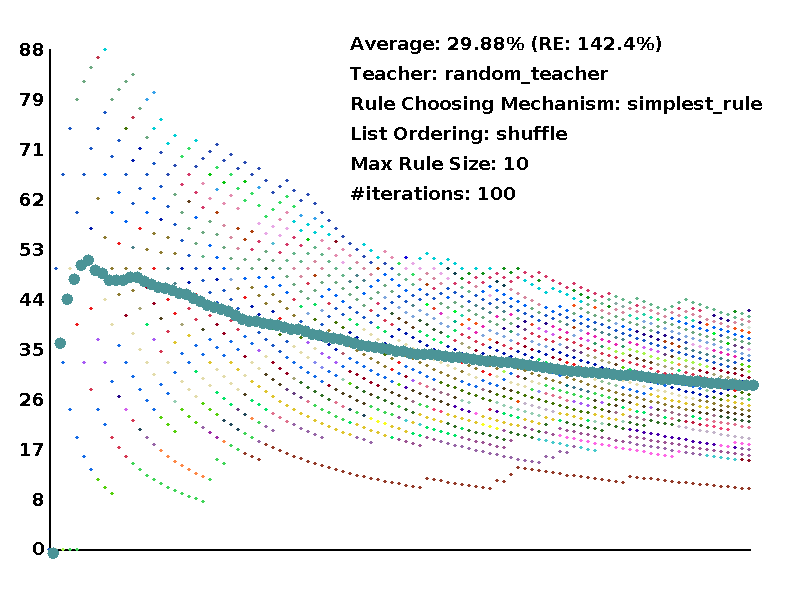 88
Average: 29.88% (RE: 142.4%)
Teacher: random_teacher
79
Rule Choosing Mechanism: simplest_rule
List Ordering: shuffle
71
Max Rule Size: 10
#iterations: 100
62
53
44
35
26
17
8
0